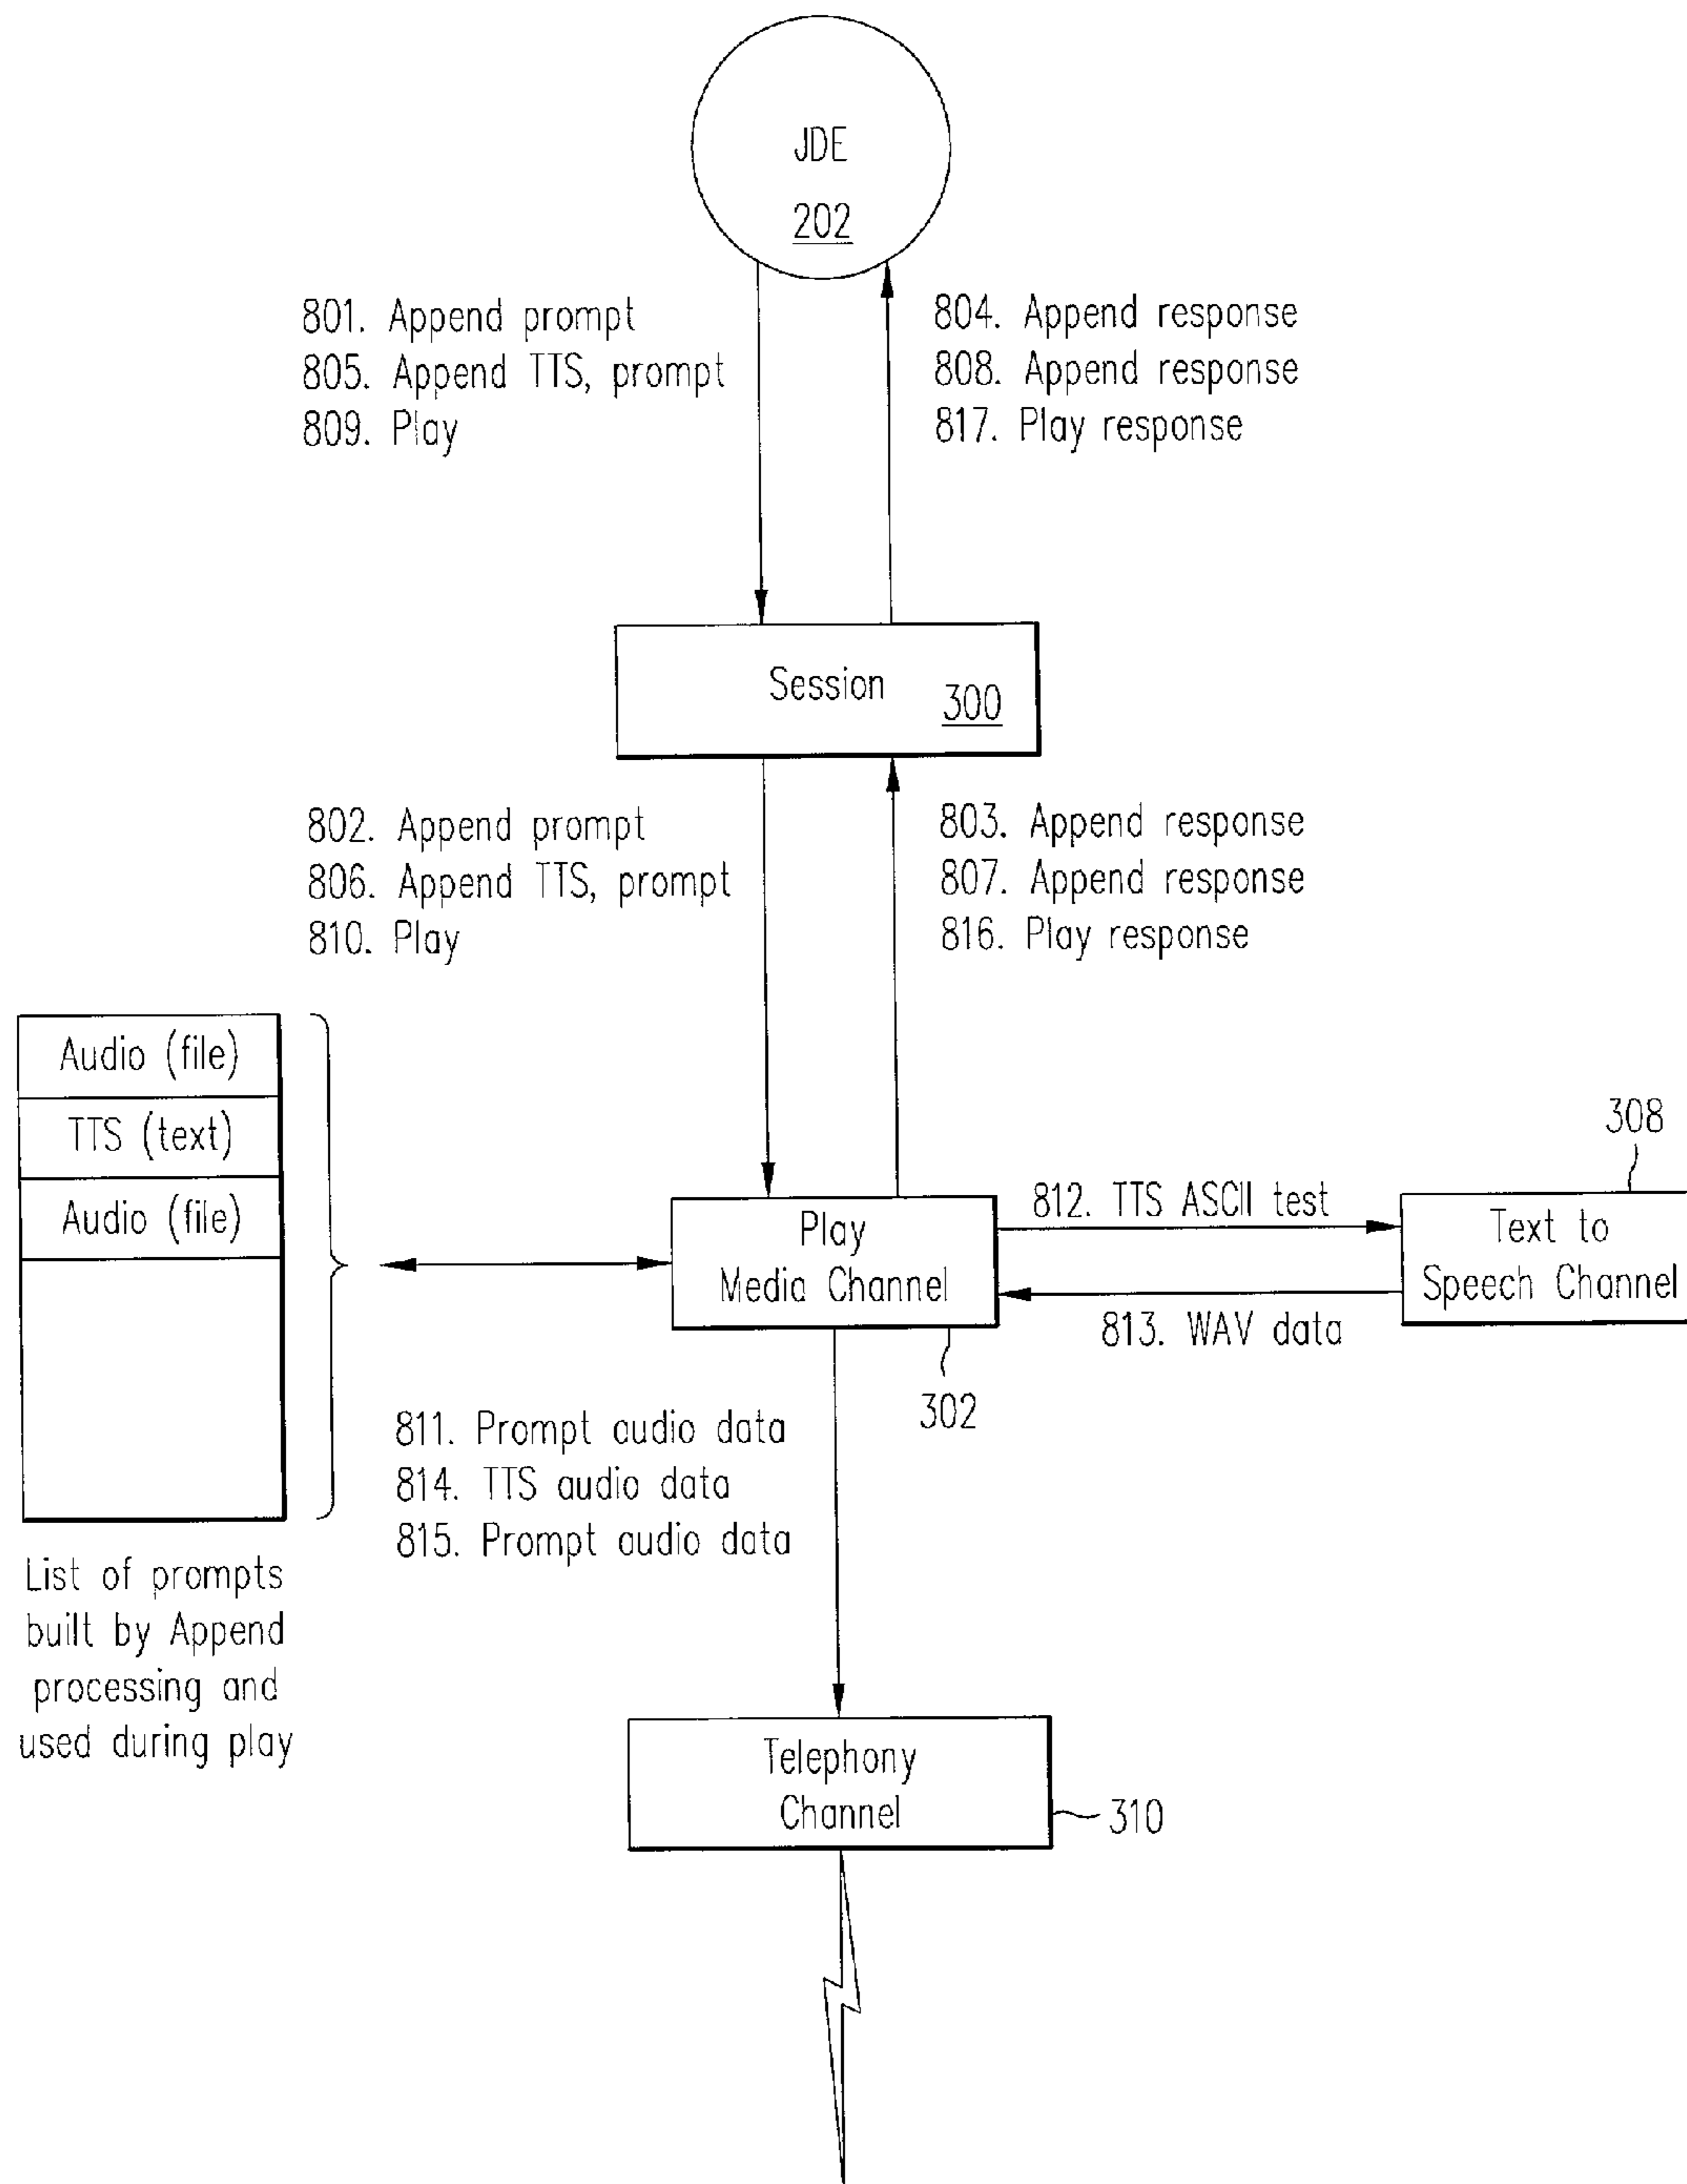 JDE
202
801. Append prompt
805. Append TTS, prompt
809. Play
804. Append response
808. Append response
817. Play response
Session
300
802. Append prompt
806. Append TTS, prompt
810. Play
803. Append response
807. Append response
816. Play response
Audio (file)
TTS (text)
Audio (file)
List of prompts
built by Append
processing and
used during play
Play
Media Channel
302
812. TTS ASCII test
813. WAV data
308
Text to
Speech Channel
811. Prompt audio data
814. TTS audio data
815. Prompt audio data
Telephony
Channel
310